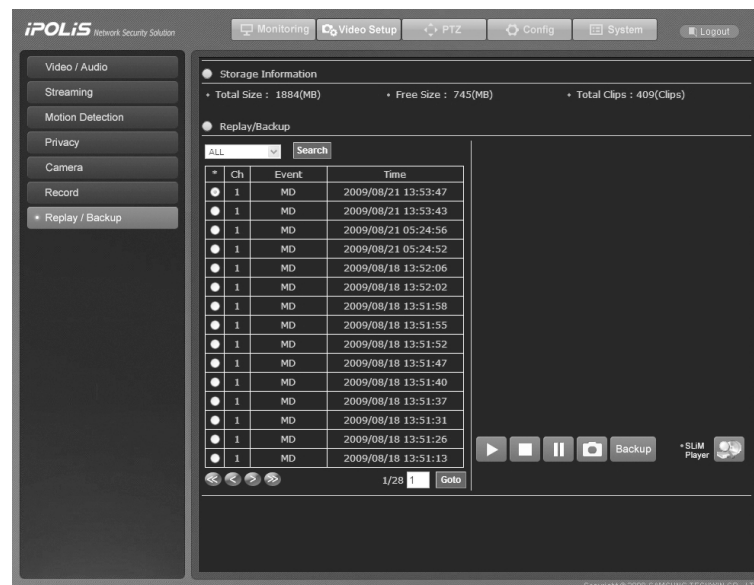 iPOLiS Network Security Solution
Monitoring
Video Setup
PTZ
Config
System
Logout
Video / Audio
Streaming
Motion Detection
Privacy
Camera
Record
Replay / Backup
Storage Information
Total Size : 1884(MB)
Free Size : 745(MB)
Total Clips : 409(Clips)
Replay/Backup
ALL
Search
* Ch Event Time
1 MD 2009/08/21 13:53:47
1 MD 2009/08/21 13:53:43
1 MD 2009/08/21 05:24:56
1 MD 2009/08/21 05:24:52
1 MD 2009/08/18 13:52:06
1 MD 2009/08/18 13:52:02
1 MD 2009/08/18 13:51:58
1 MD 2009/08/18 13:51:55
1 MD 2009/08/18 13:51:52
1 MD 2009/08/18 13:51:47
1 MD 2009/08/18 13:51:40
1 MD 2009/08/18 13:51:37
1 MD 2009/08/18 13:51:31
1 MD 2009/08/18 13:51:26
1 MD 2009/08/18 13:51:13
1/28 1 Goto
Backup
SLiM
Player